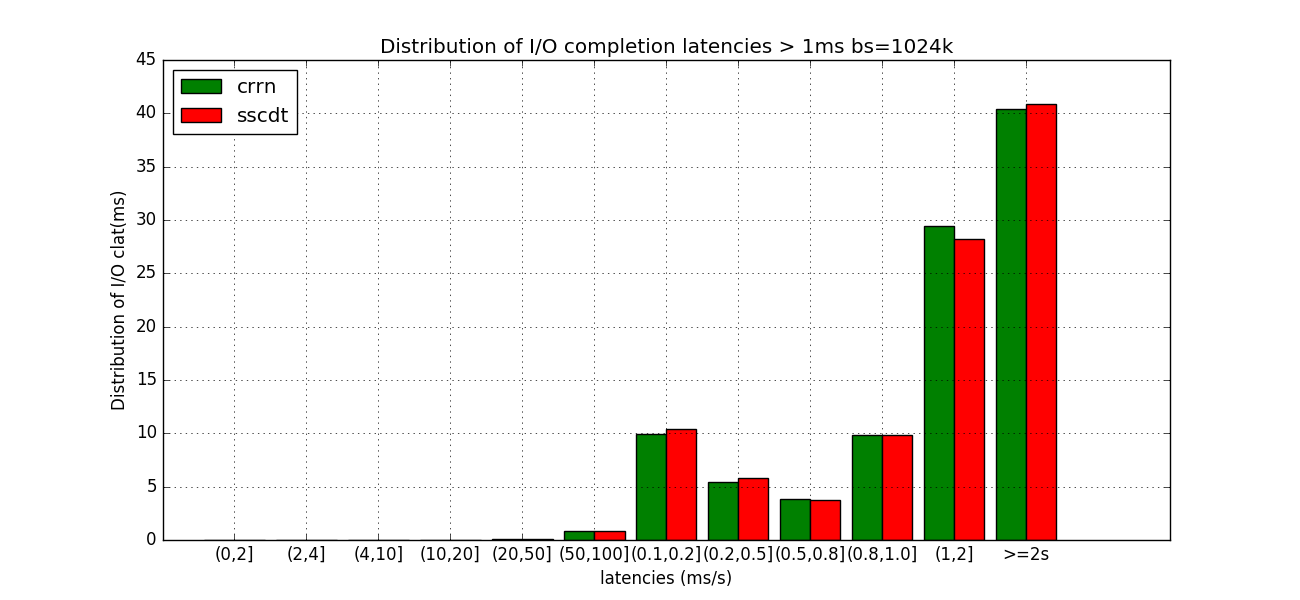 Distribution of I/O completion latencies > 1ms bs=1024k
45
40
35
30
25
20
15
10
5
0
crrn
sscdt
Distribution of I/O clat(ms)
(0,2] (2,4] (4,10] (10,20] (20,50] (50,100] (0.1,0.2] (0.2,0.5] (0.5,0.8] (0.8,1.0] (1,2] >=2s
latencies (ms/s)